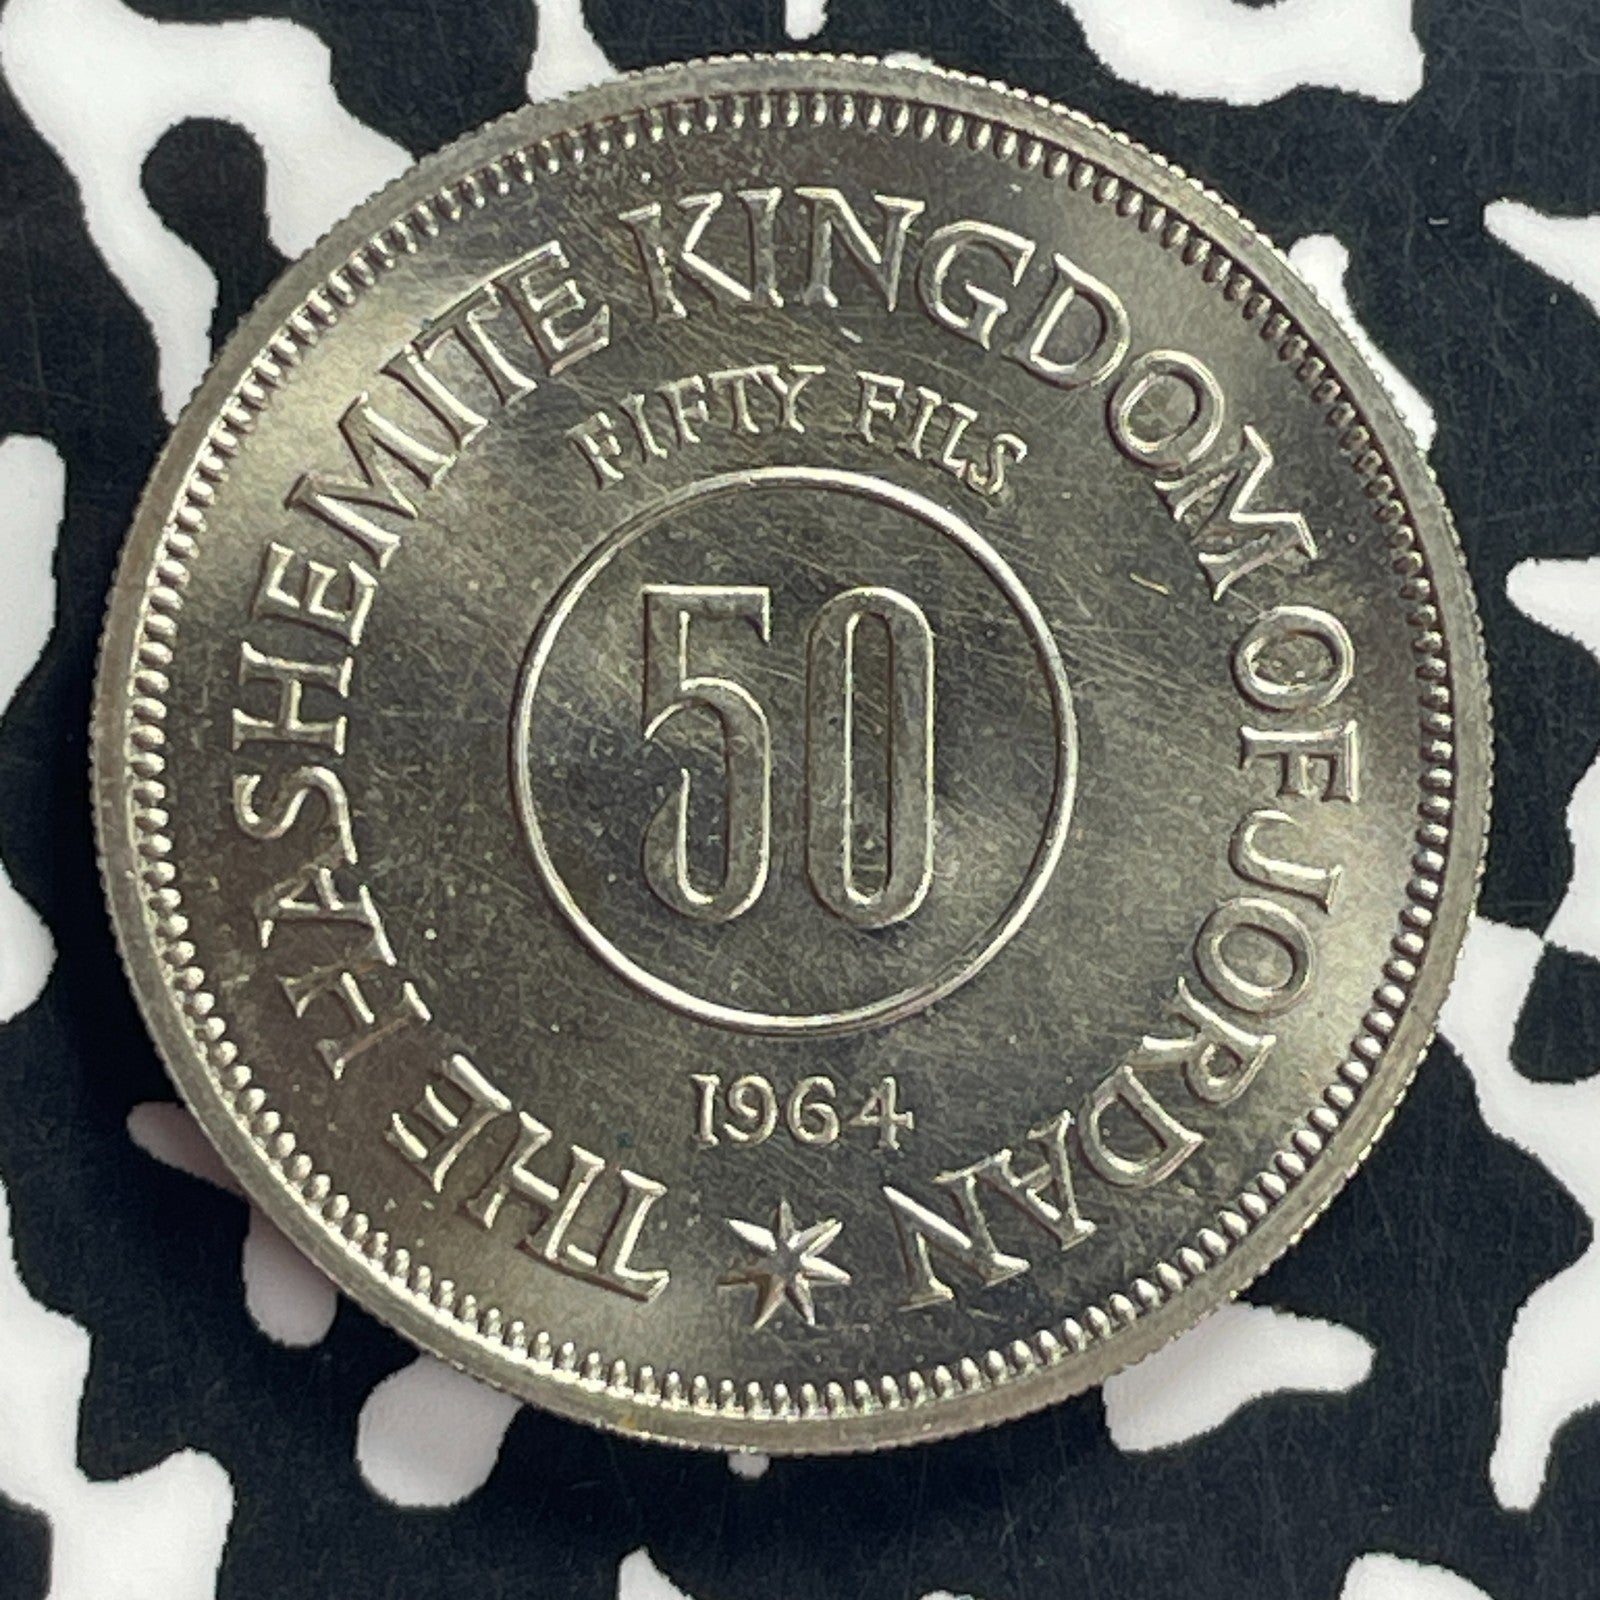 THE HASHEMITE KINGDOM OF JORDAN
FIFTY FILS
50
1964